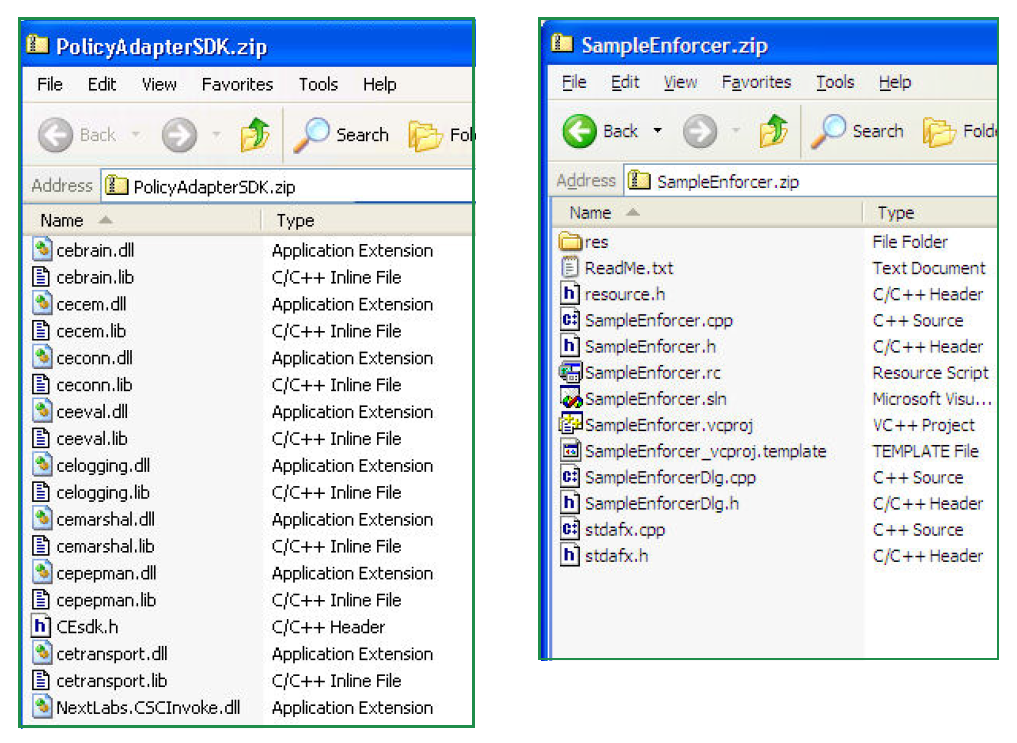 PolicyAdapterSDK.zip
File Edit View Favorites Tools Help
Back Search Fol
Address PolicyAdapterSDK.zip
Name Type
cebrain.dll Application Extension
cebrain.lib C/C++ Inline File
cecem.dll Application Extension
cecem.lib C/C++ Inline File
ceconn.dll Application Extension
ceconn.lib C/C++ Inline File
ceeval.dll Application Extension
ceeval.lib C/C++ Inline File
celogging.dll Application Extension
celogging.lib C/C++ Inline File
cemarshal.dll Application Extension
cemarshal.lib C/C++ Inline File
cepepman.dll Application Extension
cepepman.lib C/C++ Inline File
CEsdk.h C/C++ Header
cetransport.dll Application Extension
cetransport.lib C/C++ Inline File
NextLabs.CSCInvoke.dll Application Extension
SampleEnforcer.zip
File Edit View Favorites Tools Help
Back Search Folde
Address SampleEnforcer.zip
Name Type
res File Folder
ReadMe.txt Text Document
resource.h C/C++ Header
SampleEnforcer.cpp C++ Source
SampleEnforcer.h C/C++ Header
SampleEnforcer.rc Resource Script
SampleEnforcer.sln Microsoft Visu...
SampleEnforcer.vcproj VC++ Project
SampleEnforcer_vcproj.template TEMPLATE File
SampleEnforcerDlg.cpp C++ Source
SampleEnforcerDlg.h C/C++ Header
stdafx.cpp C++ Source
stdafx.h C/C++ Header